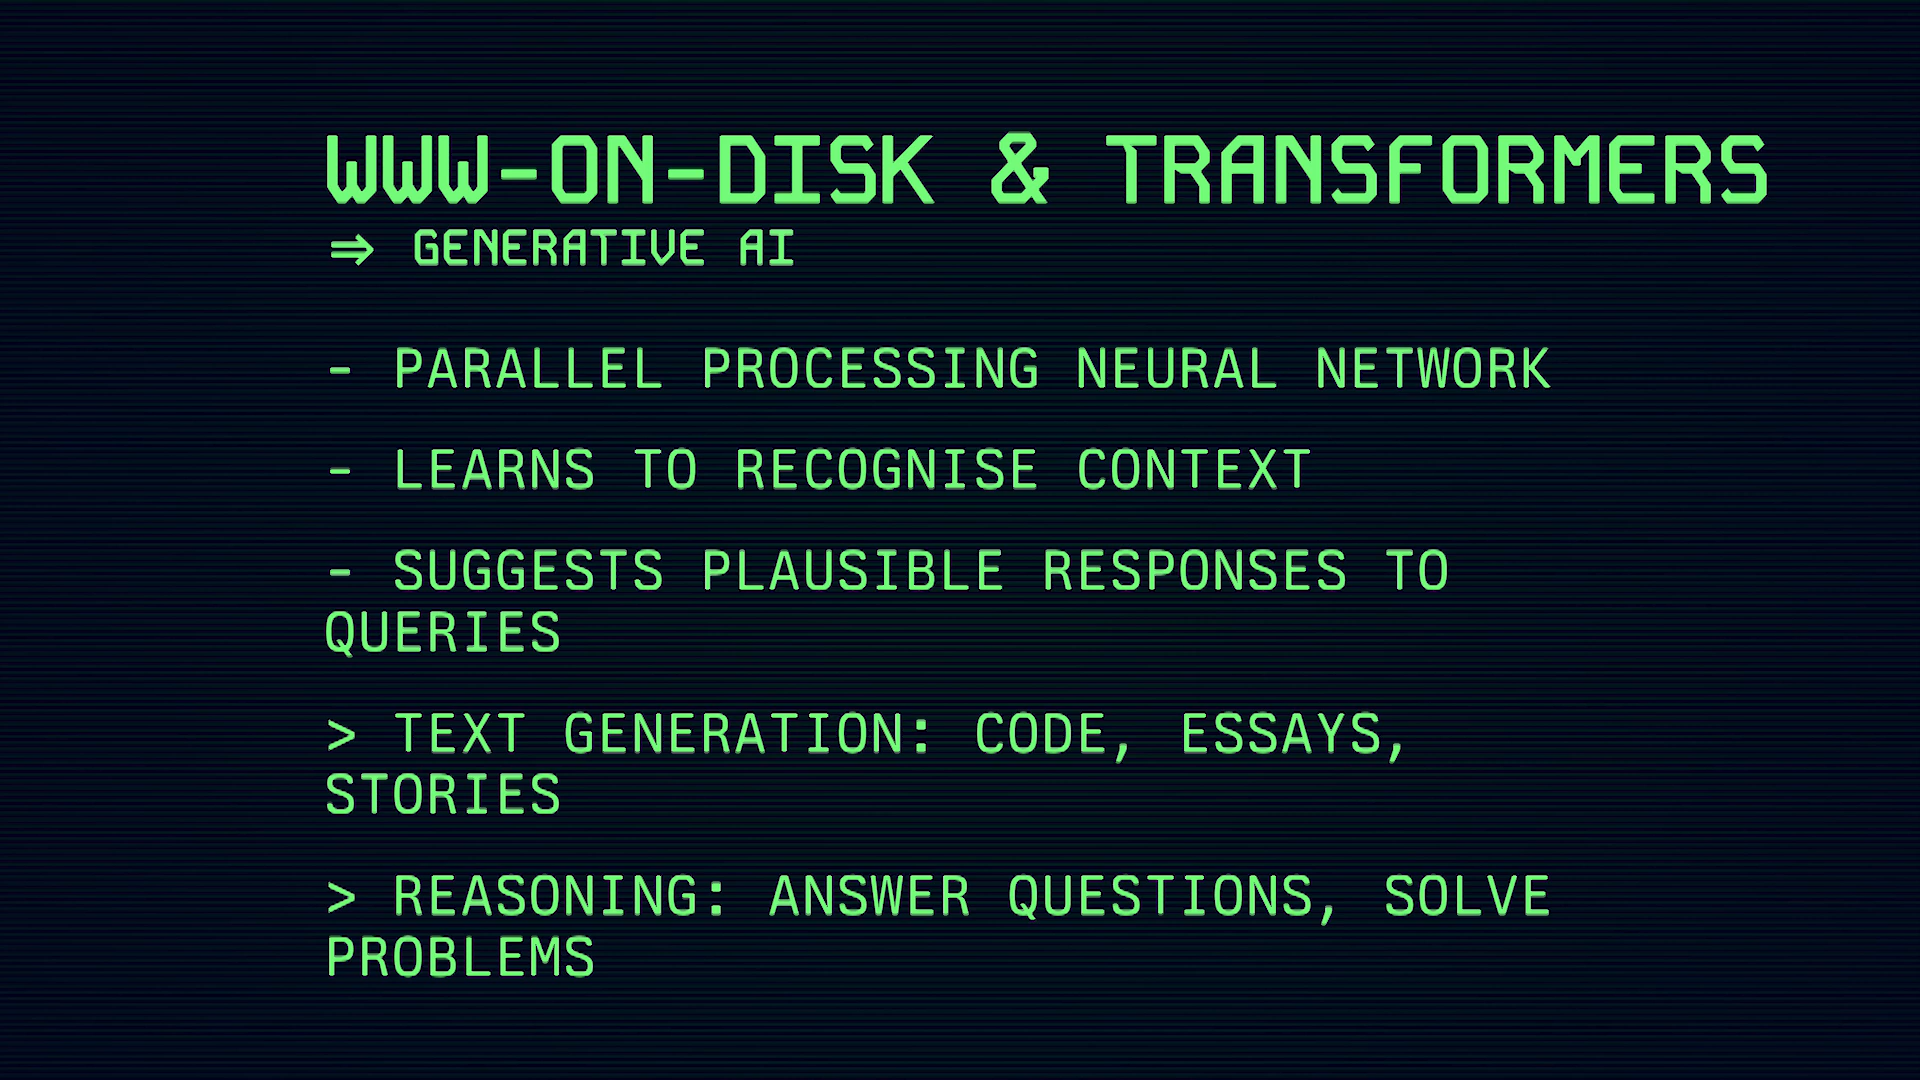 WWW-ON-DISK & TRANSFORMERS
⇒ GENERATIVE AI
- PARALLEL PROCESSING NEURAL NETWORK
- LEARNS TO RECOGNISE CONTEXT
- SUGGESTS PLAUSIBLE RESPONSES TO
QUERIES
> TEXT GENERATION: CODE, ESSAYS,
STORIES
> REASONING: ANSWER QUESTIONS, SOLVE
PROBLEMS